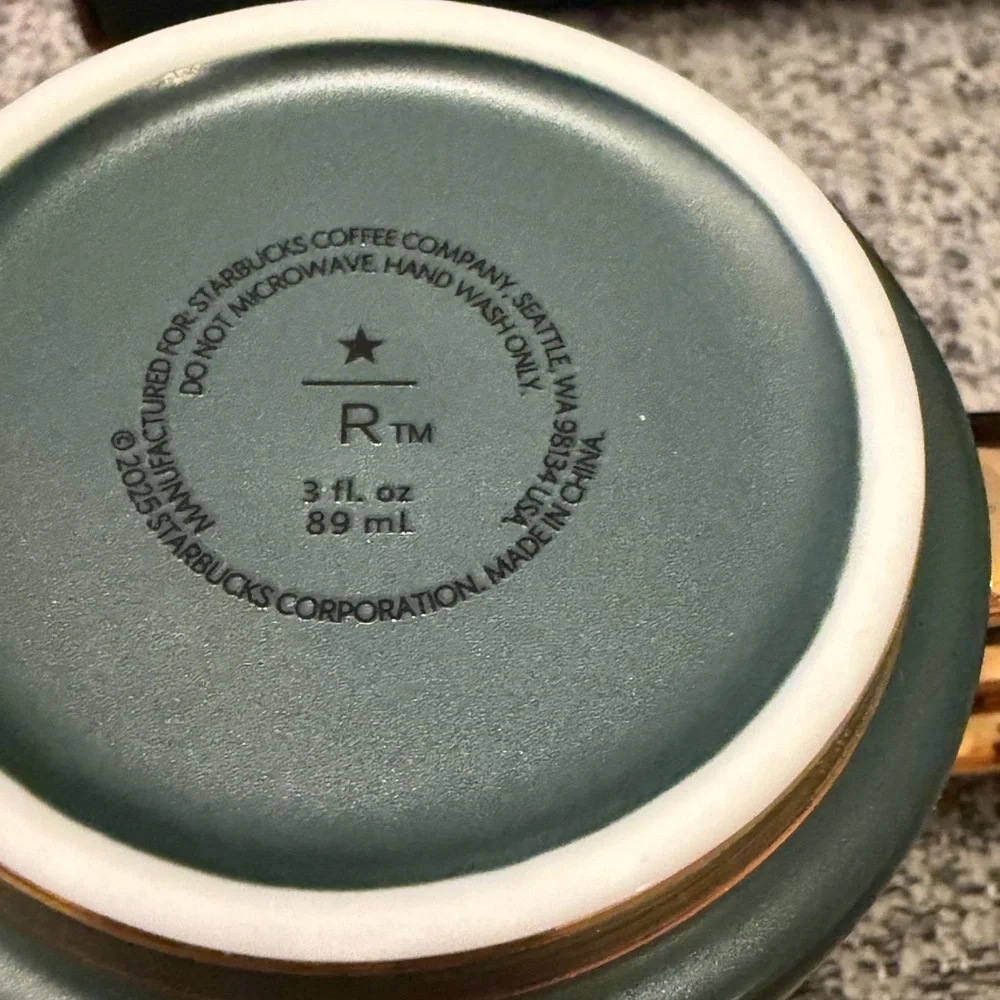 MANUFACTURED FOR: STARBUCKS COFFEE COMPANY, SEATTLE, WA 98134 USA
DO NOT MICROWAVE. HAND WASH ONLY.
★
R TM
3 fl. oz
89 mL
© 2025 STARBUCKS CORPORATION. MADE IN CHINA.